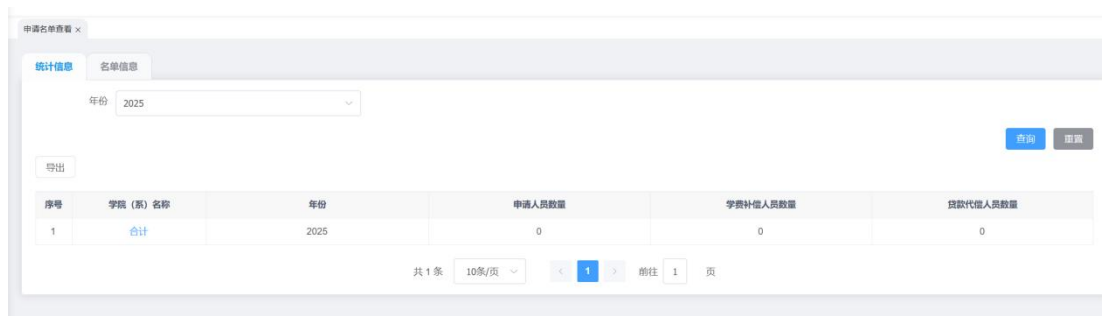 申请名单查看 ×
统计信息 名单信息
年份 2025
查询 重置
导出
序号 学院（系）名称 年份 申请人员数量 学费补偿人员数量 贷款代偿人员数量
1 合计 2025 0 0 0
共 1 条 10条/页 1 前往 1 页